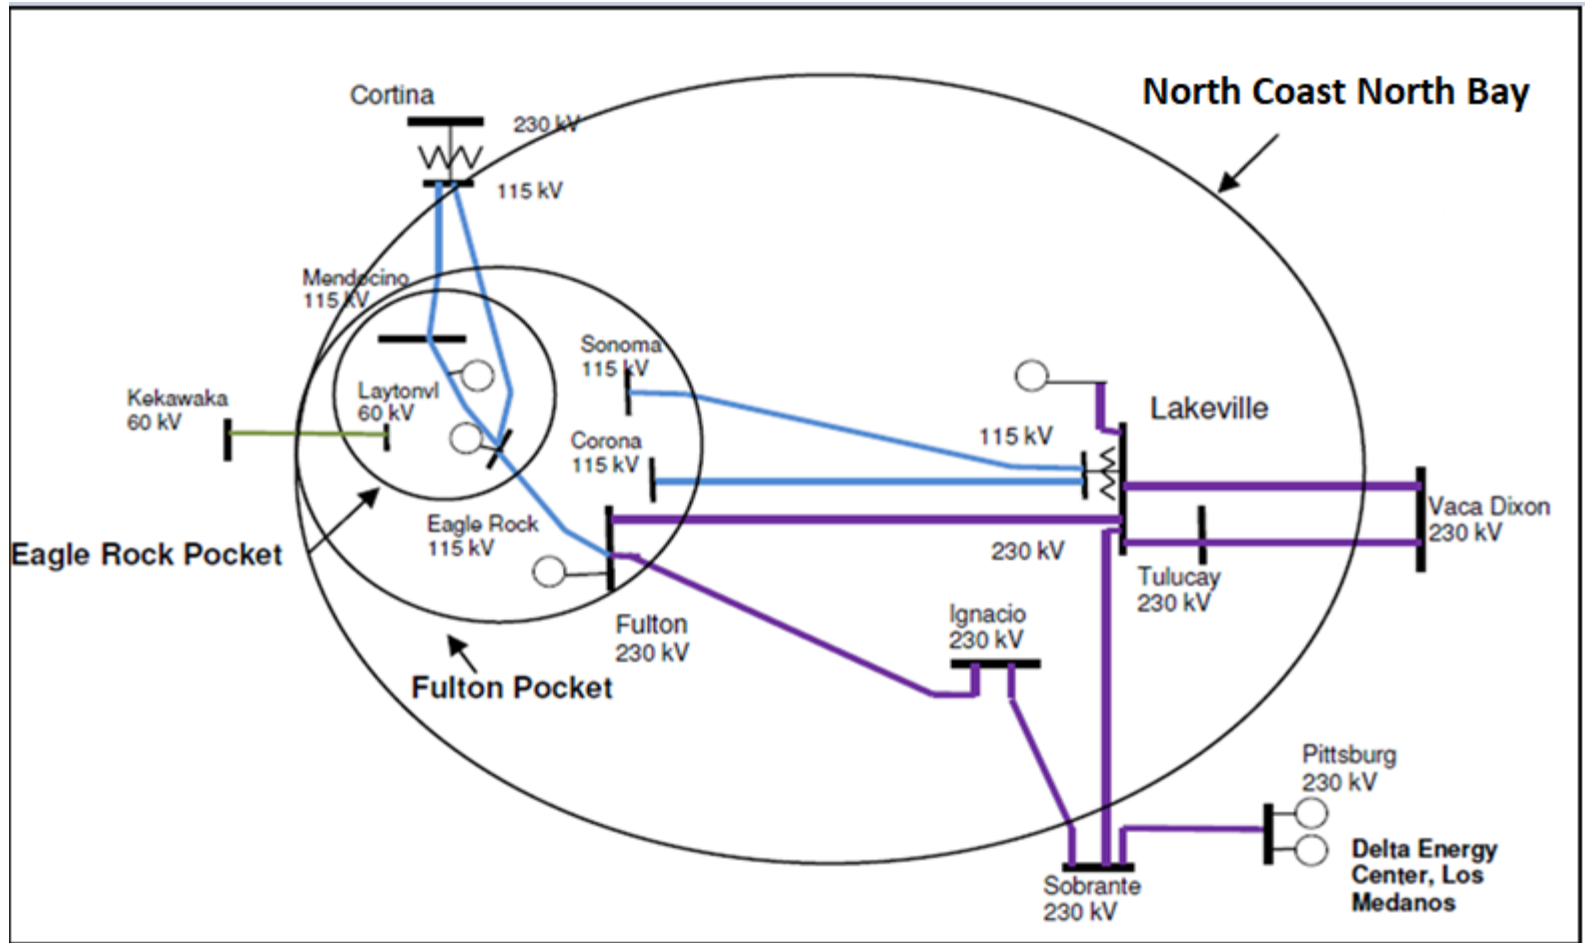 North Coast North Bay
Cortina
230 kV
115 kV
Mendocino
115 kV
Sonoma
115 kV
Kekawaka
60 kV
Laytonvl
60 kV
Lakeville
115 kV
Corona
115 kV
Eagle Rock
115 kV
Eagle Rock Pocket
230 kV
Vaca Dixon
230 kV
Tulucay
230 kV
Fulton
230 kV
Ignacio
230 kV
Fulton Pocket
Pittsburg
230 kV
Delta Energy
Center, Los
Medanos
Sobrante
230 kV